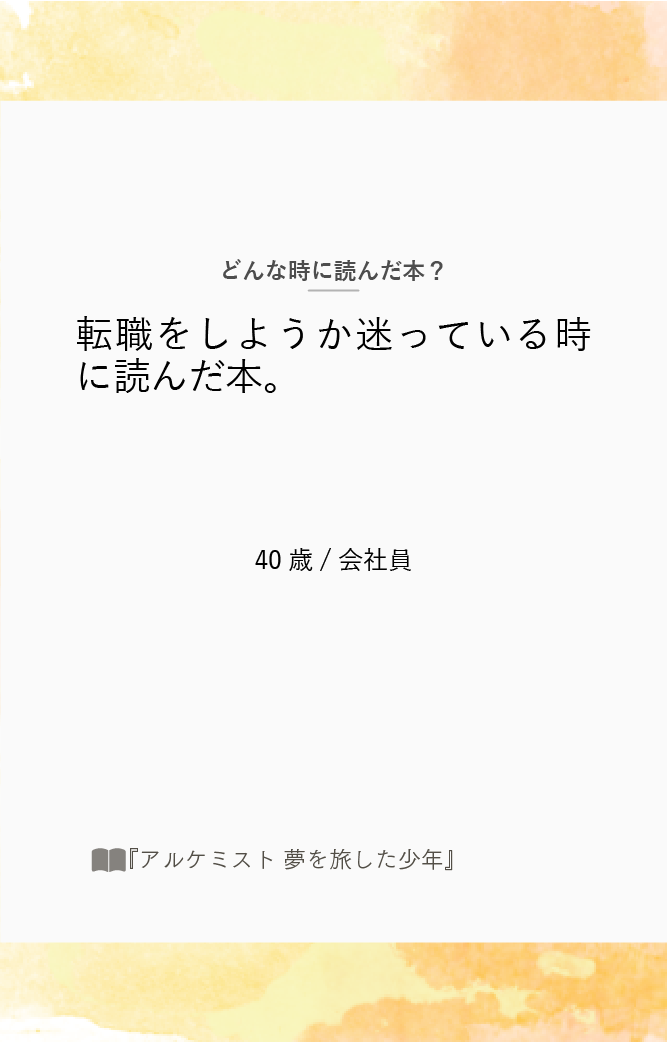 どんな時に読んだ本？
転職をしようか迷っている時
に読んだ本。
40 歳 / 会社員
『アルケミスト 夢を旅した少年』